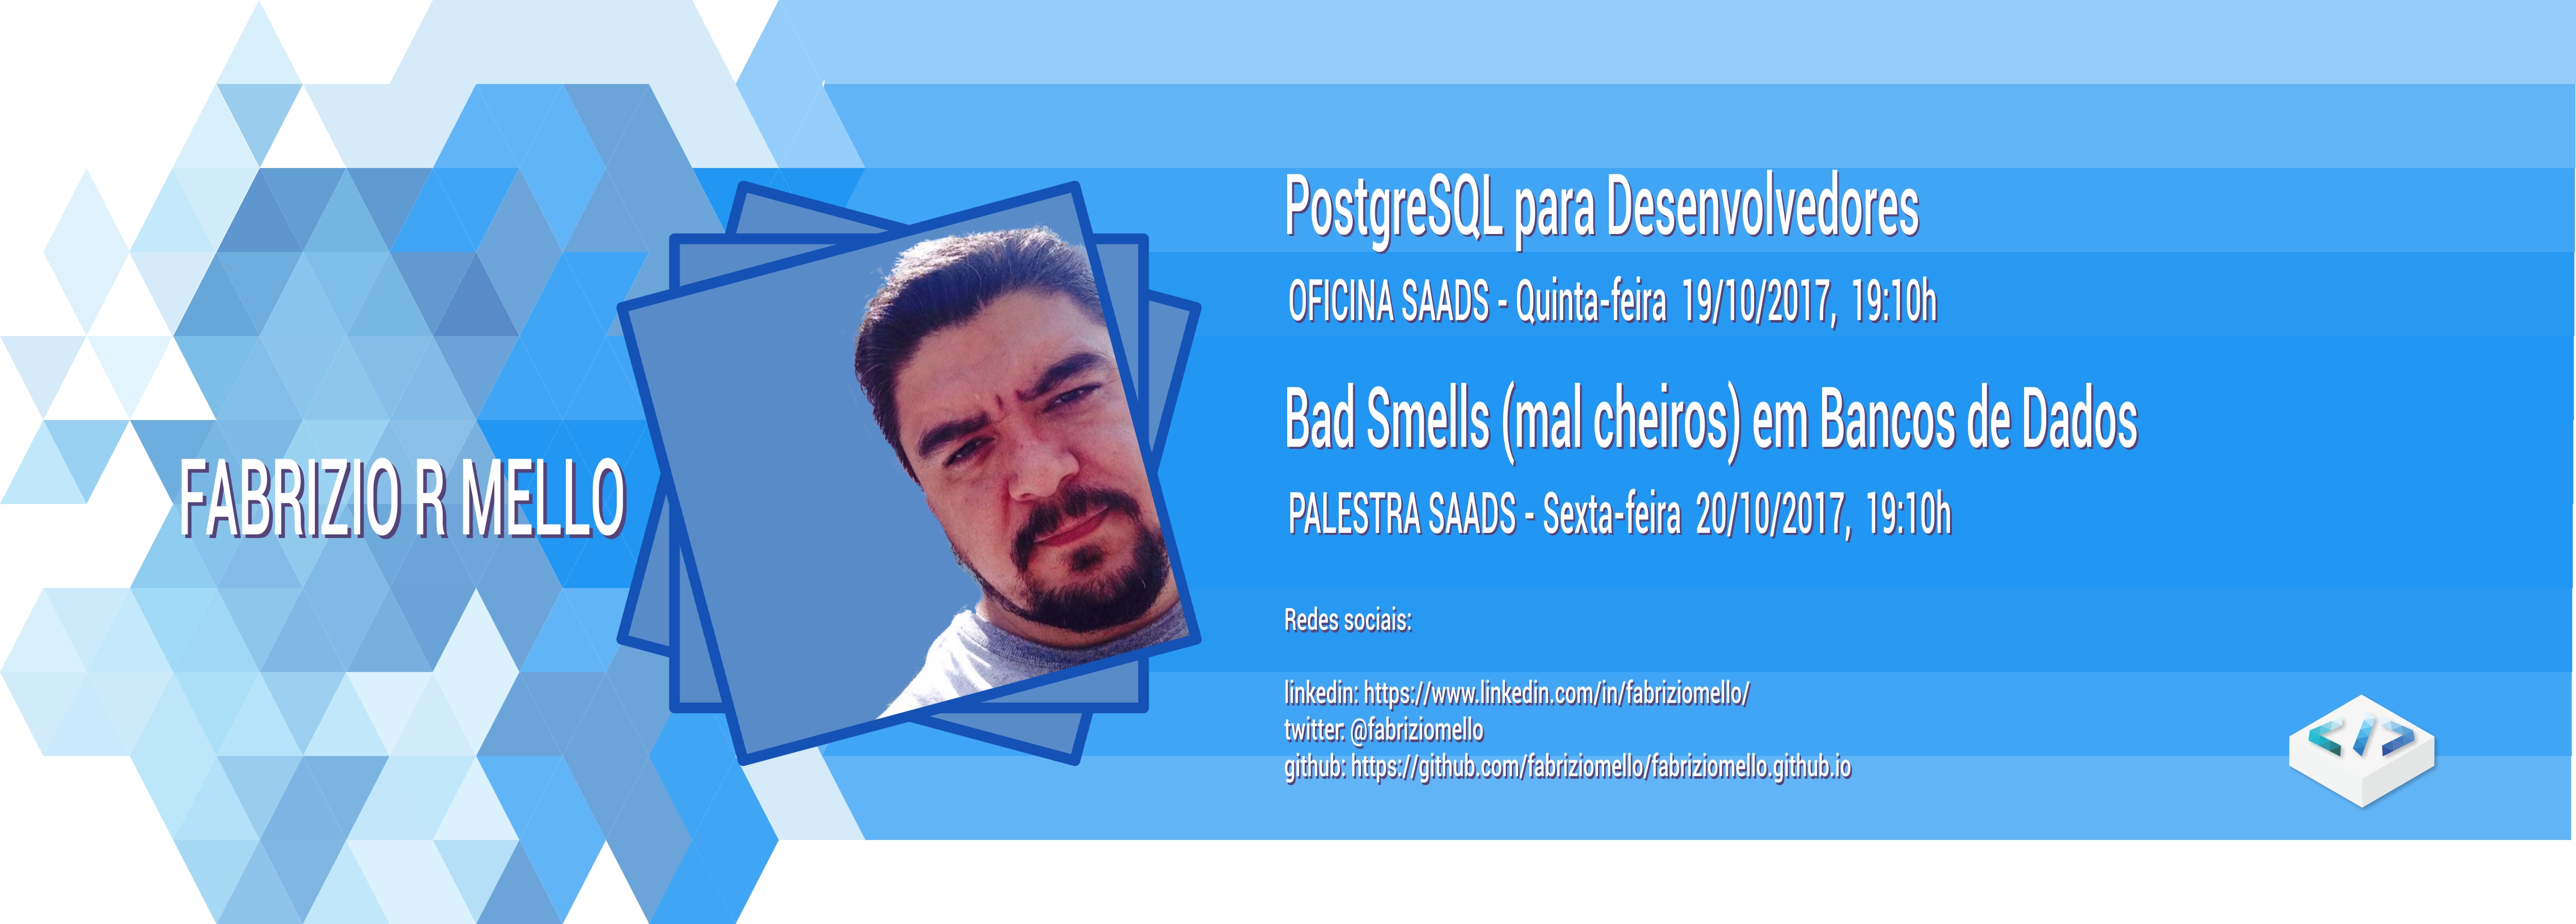 FABRIZIO R MELLO
PostgreSQL para Desenvolvedores
OFICINA SAADS - Quinta-feira 19/10/2017, 19:10h
Bad Smells (mal cheiros) em Bancos de Dados
PALESTRA SAADS - Sexta-feira 20/10/2017, 19:10h
Redes sociais:
linkedin: https://www.linkedin.com/in/fabriziomello/
twitter: @fabriziomello
github: https://github.com/fabriziomello/fabriziomello.github.io
</>